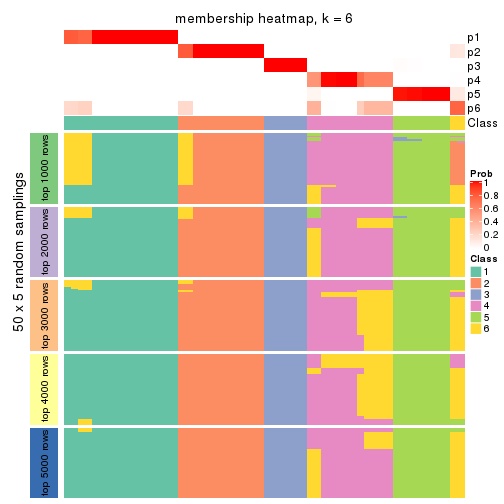 membership heatmap, k = 6
p1
p2
p3
p4
p5
p6
Class
50 x 5 random samplings
top 1000 rows
top 2000 rows
top 3000 rows
top 4000 rows
top 5000 rows
Prob
1
0.8
0.6
0.4
0.2
0
Class
1
2
3
4
5
6